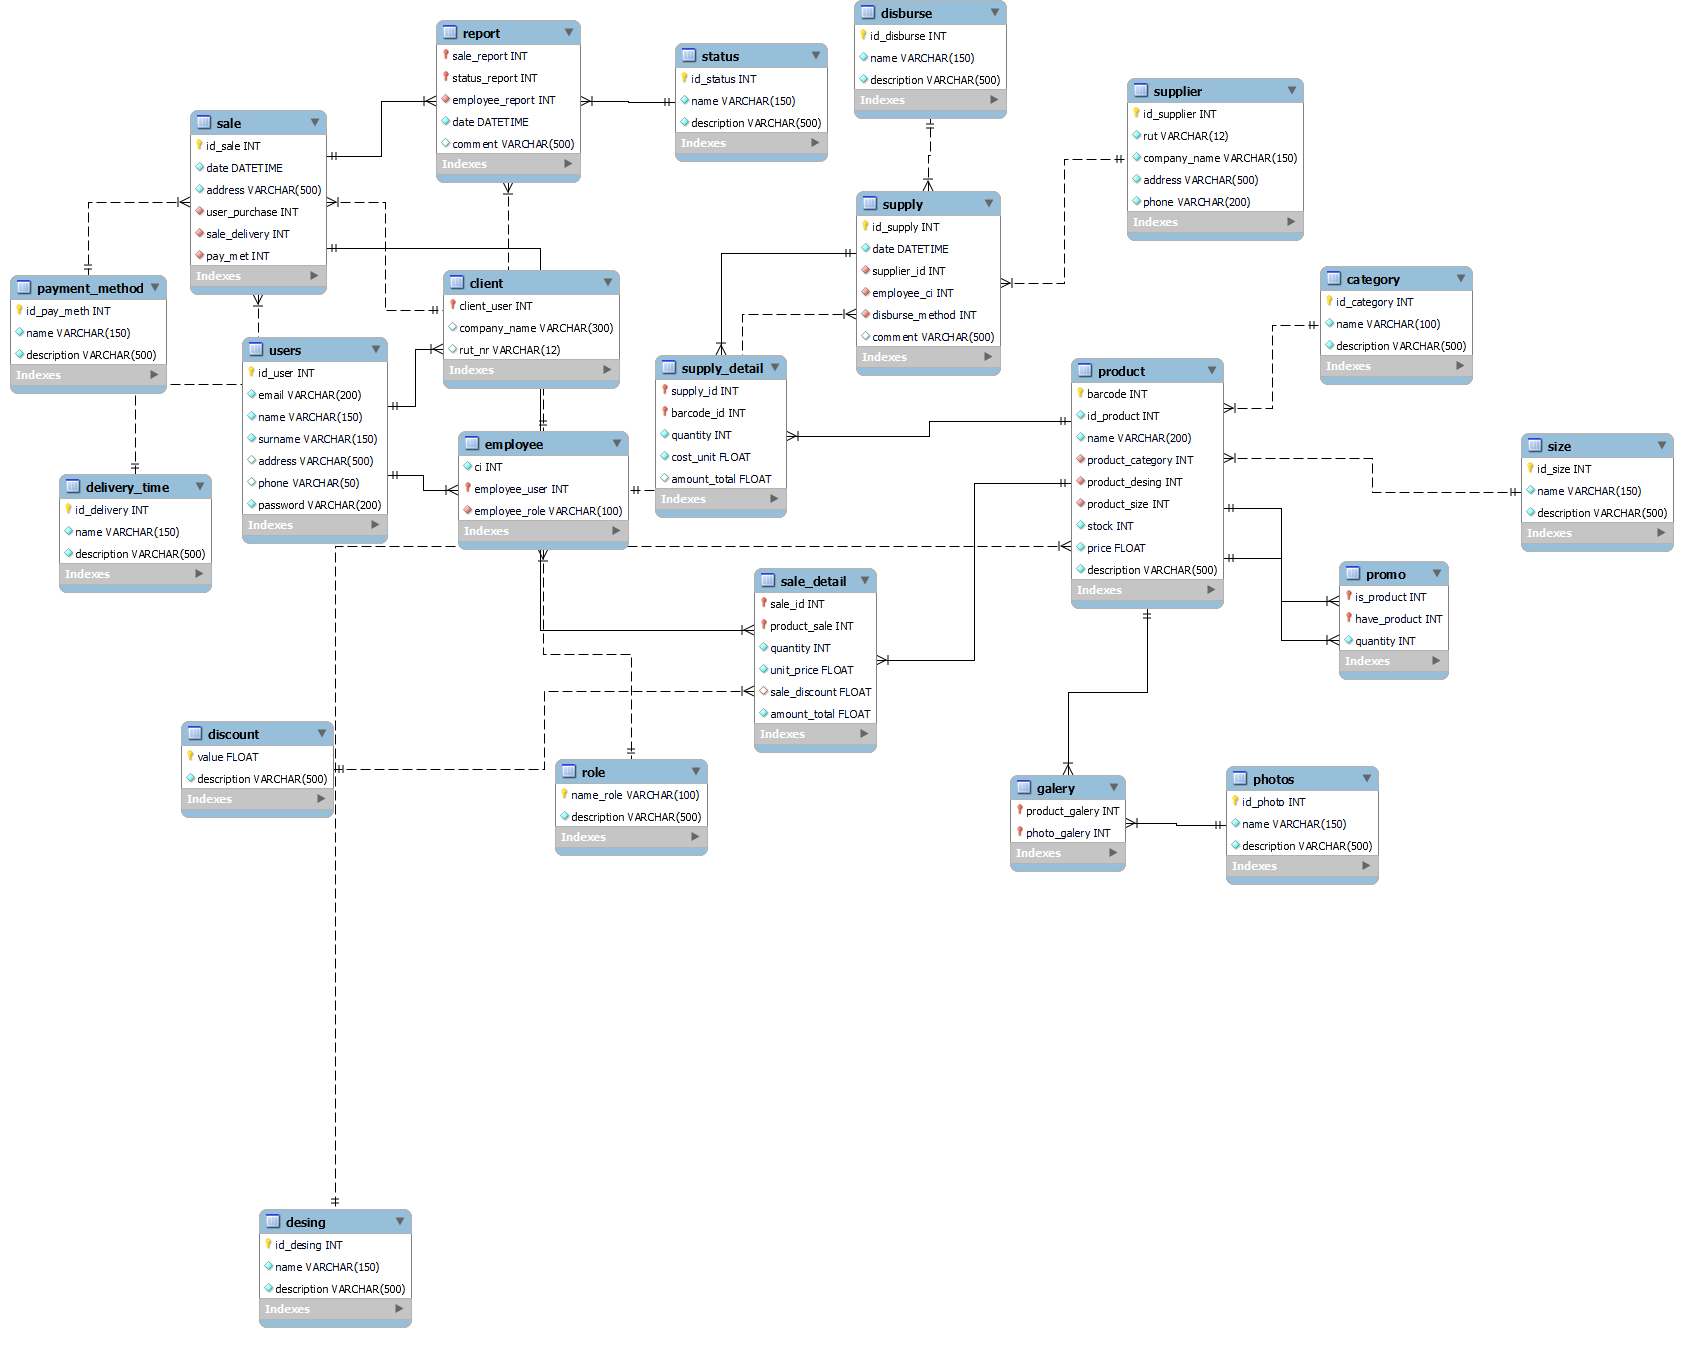 disburse
id_disburse INT
name VARCHAR(150)
description VARCHAR(500)
Indexes
report
sale_report INT
status_report INT
employee_report INT
date DATETIME
comment VARCHAR(500)
Indexes
status
id_status INT
name VARCHAR(150)
description VARCHAR(500)
Indexes
supplier
id_supplier INT
rut VARCHAR(12)
company_name VARCHAR(150)
address VARCHAR(500)
phone VARCHAR(200)
Indexes
sale
id_sale INT
date DATETIME
address VARCHAR(500)
user_purchase INT
sale_delivery INT
pay_met INT
Indexes
supply
id_supply INT
date DATETIME
supplier_id INT
employee_ci INT
disburse_method INT
comment VARCHAR(500)
Indexes
payment_method
id_pay_meth INT
name VARCHAR(150)
description VARCHAR(500)
Indexes
client
client_user INT
company_name VARCHAR(300)
rut_nr VARCHAR(12)
Indexes
category
id_category INT
name VARCHAR(100)
description VARCHAR(500)
Indexes
users
id_user INT
email VARCHAR(200)
name VARCHAR(150)
surname VARCHAR(150)
address VARCHAR(500)
phone VARCHAR(50)
password VARCHAR(200)
Indexes
supply_detail
supply_id INT
barcode_id INT
quantity INT
cost_unit FLOAT
amount_total FLOAT
Indexes
product
barcode INT
id_product INT
name VARCHAR(200)
product_category INT
product_desing INT
product_size INT
stock INT
price FLOAT
description VARCHAR(500)
Indexes
employee
ci INT
employee_user INT
employee_role VARCHAR(100)
Indexes
size
id_size INT
name VARCHAR(150)
description VARCHAR(500)
Indexes
delivery_time
id_delivery INT
name VARCHAR(150)
description VARCHAR(500)
Indexes
promo
is_product INT
have_product INT
quantity INT
Indexes
sale_detail
sale_id INT
product_sale INT
quantity INT
unit_price FLOAT
sale_discount FLOAT
amount_total FLOAT
Indexes
discount
value FLOAT
description VARCHAR(500)
Indexes
role
name_role VARCHAR(100)
description VARCHAR(500)
Indexes
galery
product_galery INT
photo_galery INT
Indexes
photos
id_photo INT
name VARCHAR(150)
description VARCHAR(500)
Indexes
desing
id_desing INT
name VARCHAR(150)
description VARCHAR(500)
Indexes